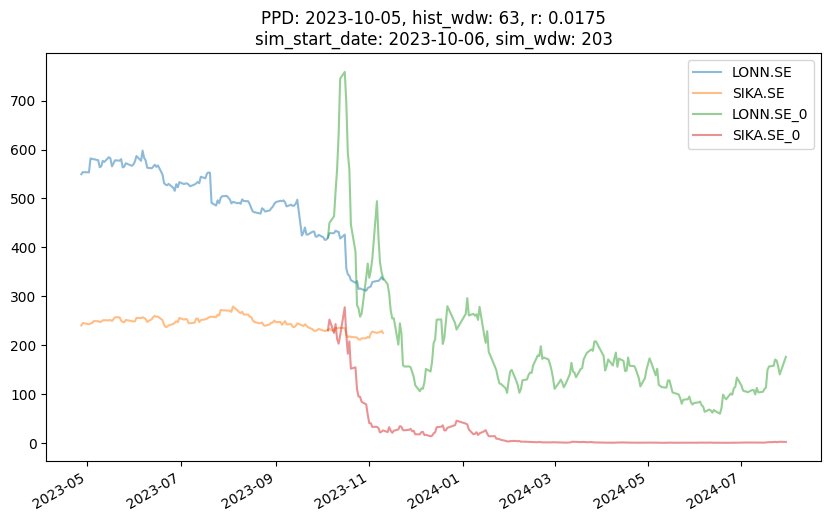 PPD: 2023-10-05, hist_wdw: 63, r: 0.0175
sim_start_date: 2023-10-06, sim_wdw: 203
LONN.SE
SIKA.SE
LONN.SE_0
SIKA.SE_0
700
600
500
400
300
200
100
0
2023-05
2023-07
2023-09
2023-11
2024-01
2024-03
2024-05
2024-07